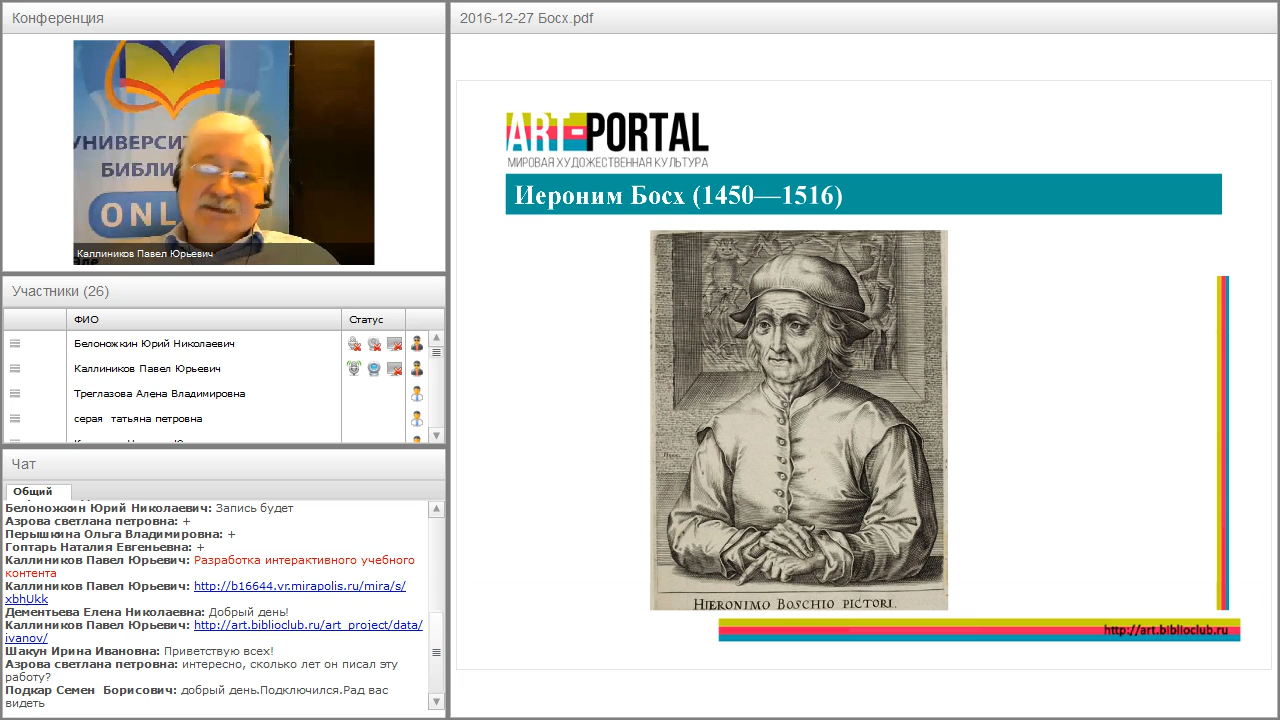 Конференция
УНИВЕРСИТ
БИБЛИ
ONL
Каллиников Павел Юрьевич
Участники (26)
ФИО
Статус
Белоножкин Юрий Николаевич
Каллиников Павел Юрьевич
Треглазова Алена Владимировна
серая татьяна петровна
Чат
Общий
Белоножкин Юрий Николаевич: Запись будет
Азрова светлана петровна: +
Перышкина Ольга Владимировна: +
Гоптарь Наталия Евгеньевна: +
Каллиников Павел Юрьевич: Разработка интерактивного учебного
контента
Каллиников Павел Юрьевич: http://b16644.vr.mirapolis.ru/mira/s/
xbhUkk
Дементьева Елена Николаевна: Добрый день!
Каллиников Павел Юрьевич: http://art.biblioclub.ru/art_project/data/
ivanov/
Шакун Ирина Ивановна: Приветствую всех!
Азрова светлана петровна: интересно, сколько лет он писал эту
работу?
Подкар Семен Борисович: добрый день.Подключился.Рад вас
видеть
2016-12-27 Босх.pdf
ART-PORTAL
МИРОВАЯ ХУДОЖЕСТВЕННАЯ КУЛЬТУРА
Иероним Босх (1450—1516)
HIERONIMO BOSCHIO PICTORI.
http://art.biblioclub.ru